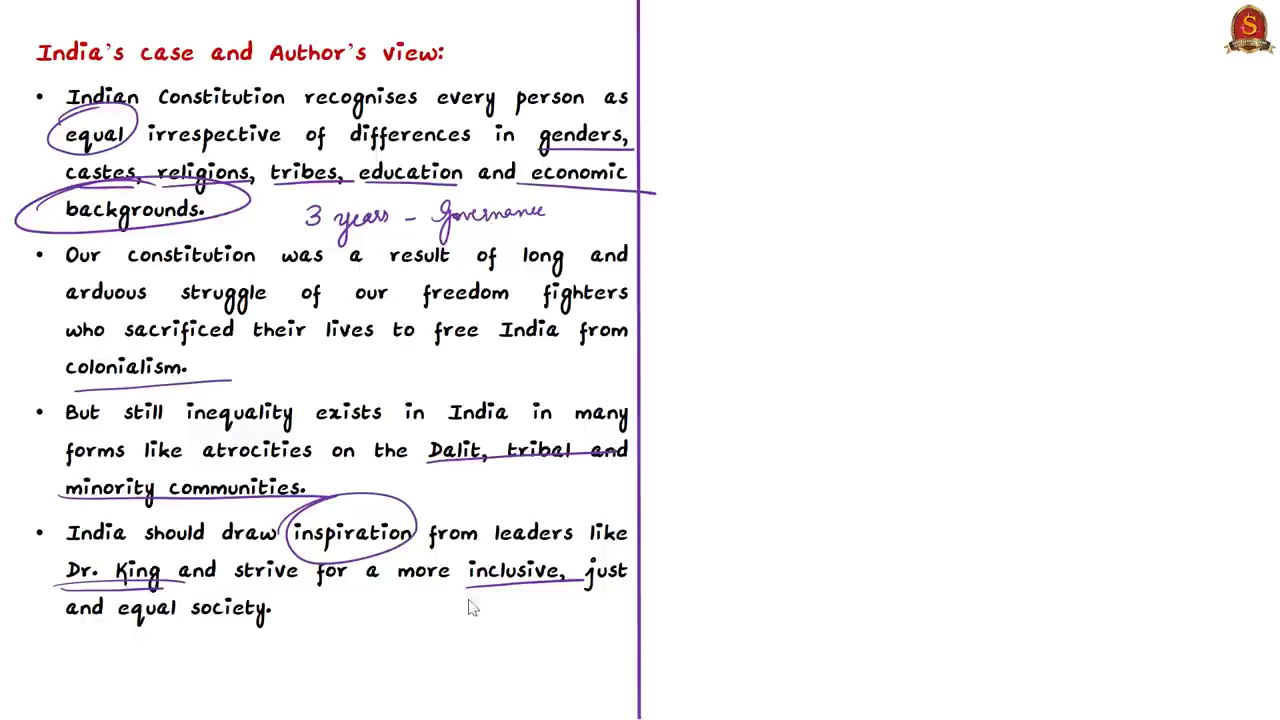 India's case and Author's view:
• Indian Constitution recognises every person as
equal irrespective of differences in genders,
castes, religions, tribes, education and economic
backgrounds.
3 years - Governance
• Our constitution was a result of long and
arduous struggle of our freedom fighters
who sacrificed their lives to free India from
colonialism.
• But still inequality exists in India in many
forms like atrocities on the Dalit, tribal and
minority communities.
• India should draw inspiration from leaders like
Dr. King and strive for a more inclusive, just
and equal society.
S